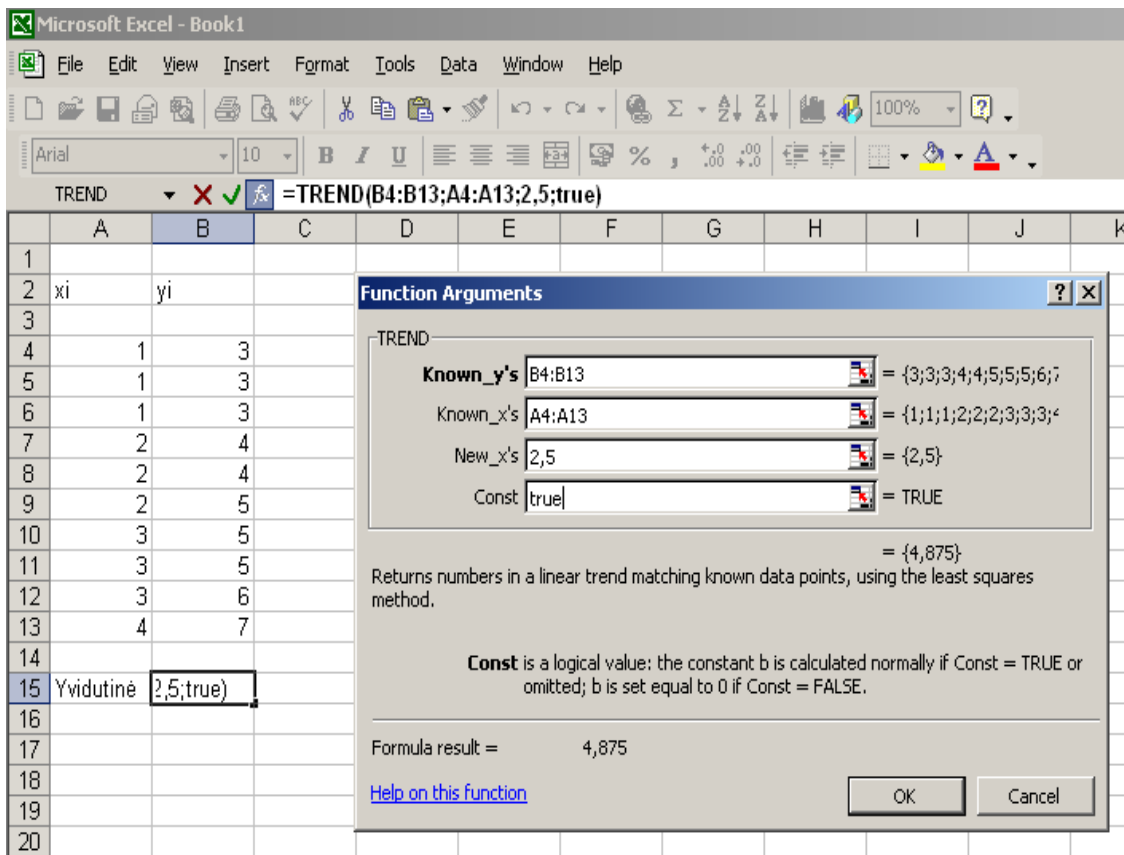 Microsoft Excel - Book1
File Edit View Insert Format Tools Data Window Help
ABC Σ A Z Z A 100% ?
Arial 10 B I U a % , ,0 ,00 ,00 ,0 A
TREND fx =TREND(B4:B13;A4:A13;2,5;true)
A B C D E F G H I J K
1
2 xi yi
3
4 1 3
5 1 3
6 1 3
7 2 4
8 2 4
9 2 5
10 3 5
11 3 5
12 3 6
13 4 7
14
15 Yvidutinė 2,5;true)
16
17
18
19
20
Function Arguments
TREND
Known_y's B4:B13 = {3;3;3;4;4;5;5;5;6;7
Known_x's A4:A13 = {1;1;1;2;2;2;3;3;3;4
New_x's 2,5 = {2,5}
Const true = TRUE
= {4,875}
Returns numbers in a linear trend matching known data points, using the least squares
method.
Const is a logical value: the constant b is calculated normally if Const = TRUE or
omitted; b is set equal to 0 if Const = FALSE.
Formula result = 4,875
Help on this function OK Cancel